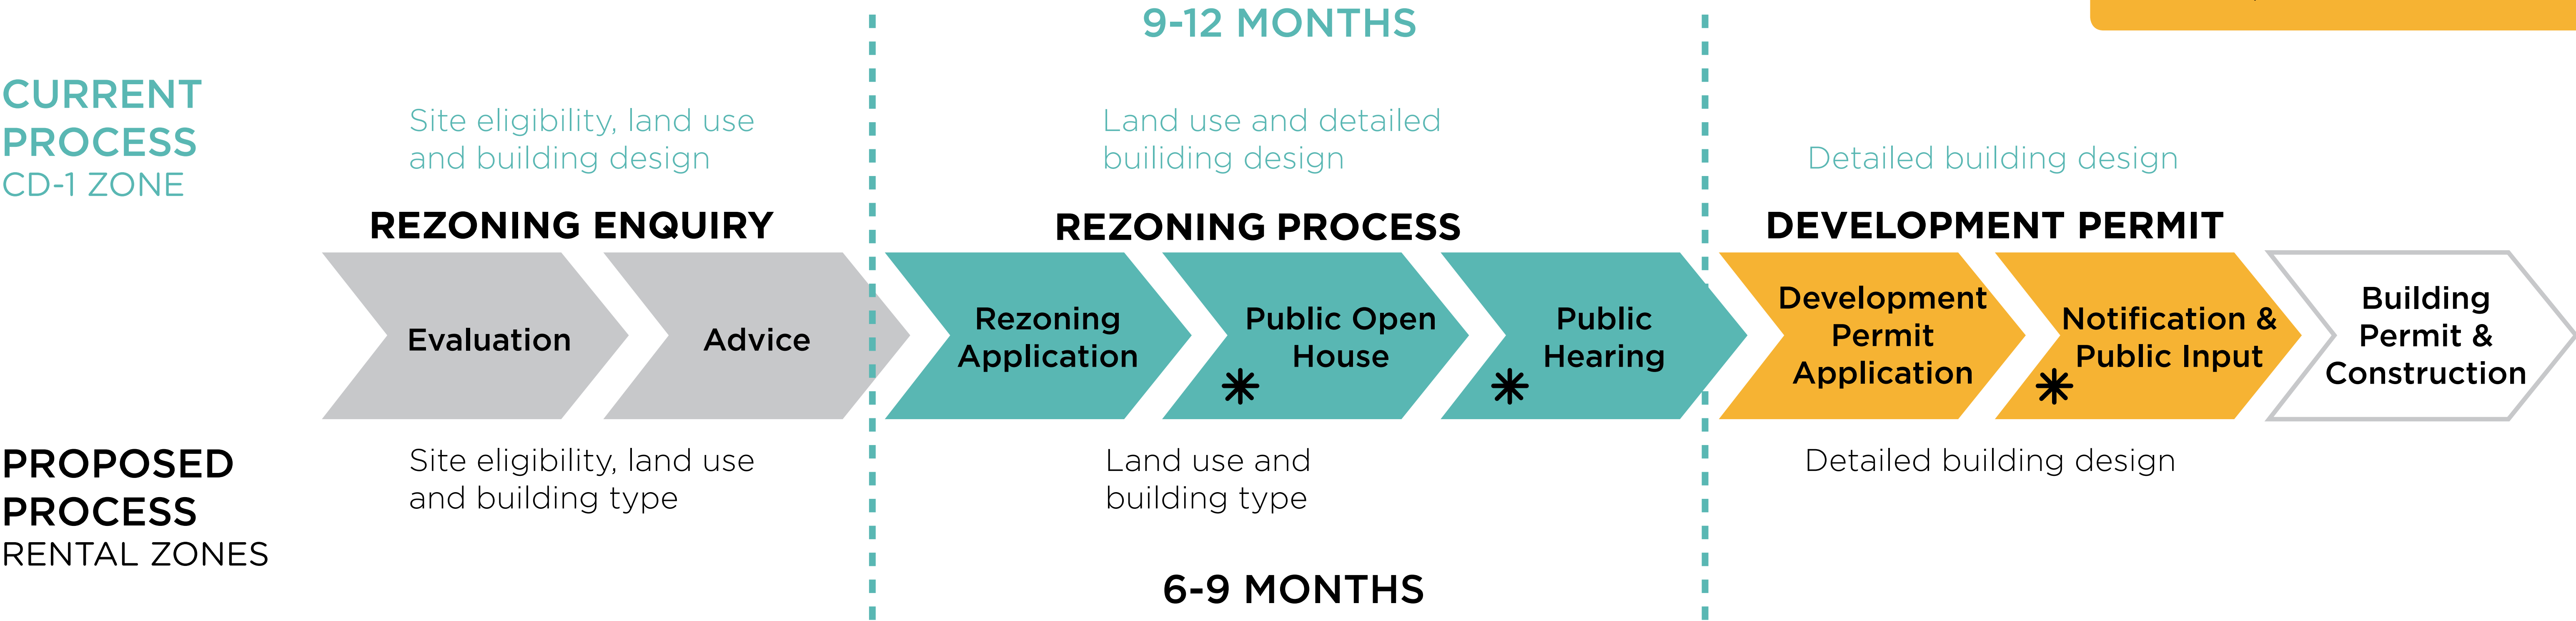 9-12 MONTHS
CURRENT
PROCESS
CD-1 ZONE
Site eligibility, land use
and building design
Land use and detailed
builiding design
Detailed building design
REZONING ENQUIRY
REZONING PROCESS
DEVELOPMENT PERMIT
Evaluation
Advice
Rezoning
Application
Public Open
House
Public
Hearing
Development
Permit
Application
Notification &
Public Input
Building
Permit &
Construction
PROPOSED
PROCESS
RENTAL ZONES
Site eligibility, land use
and building type
Land use and
building type
Detailed building design
6-9 MONTHS